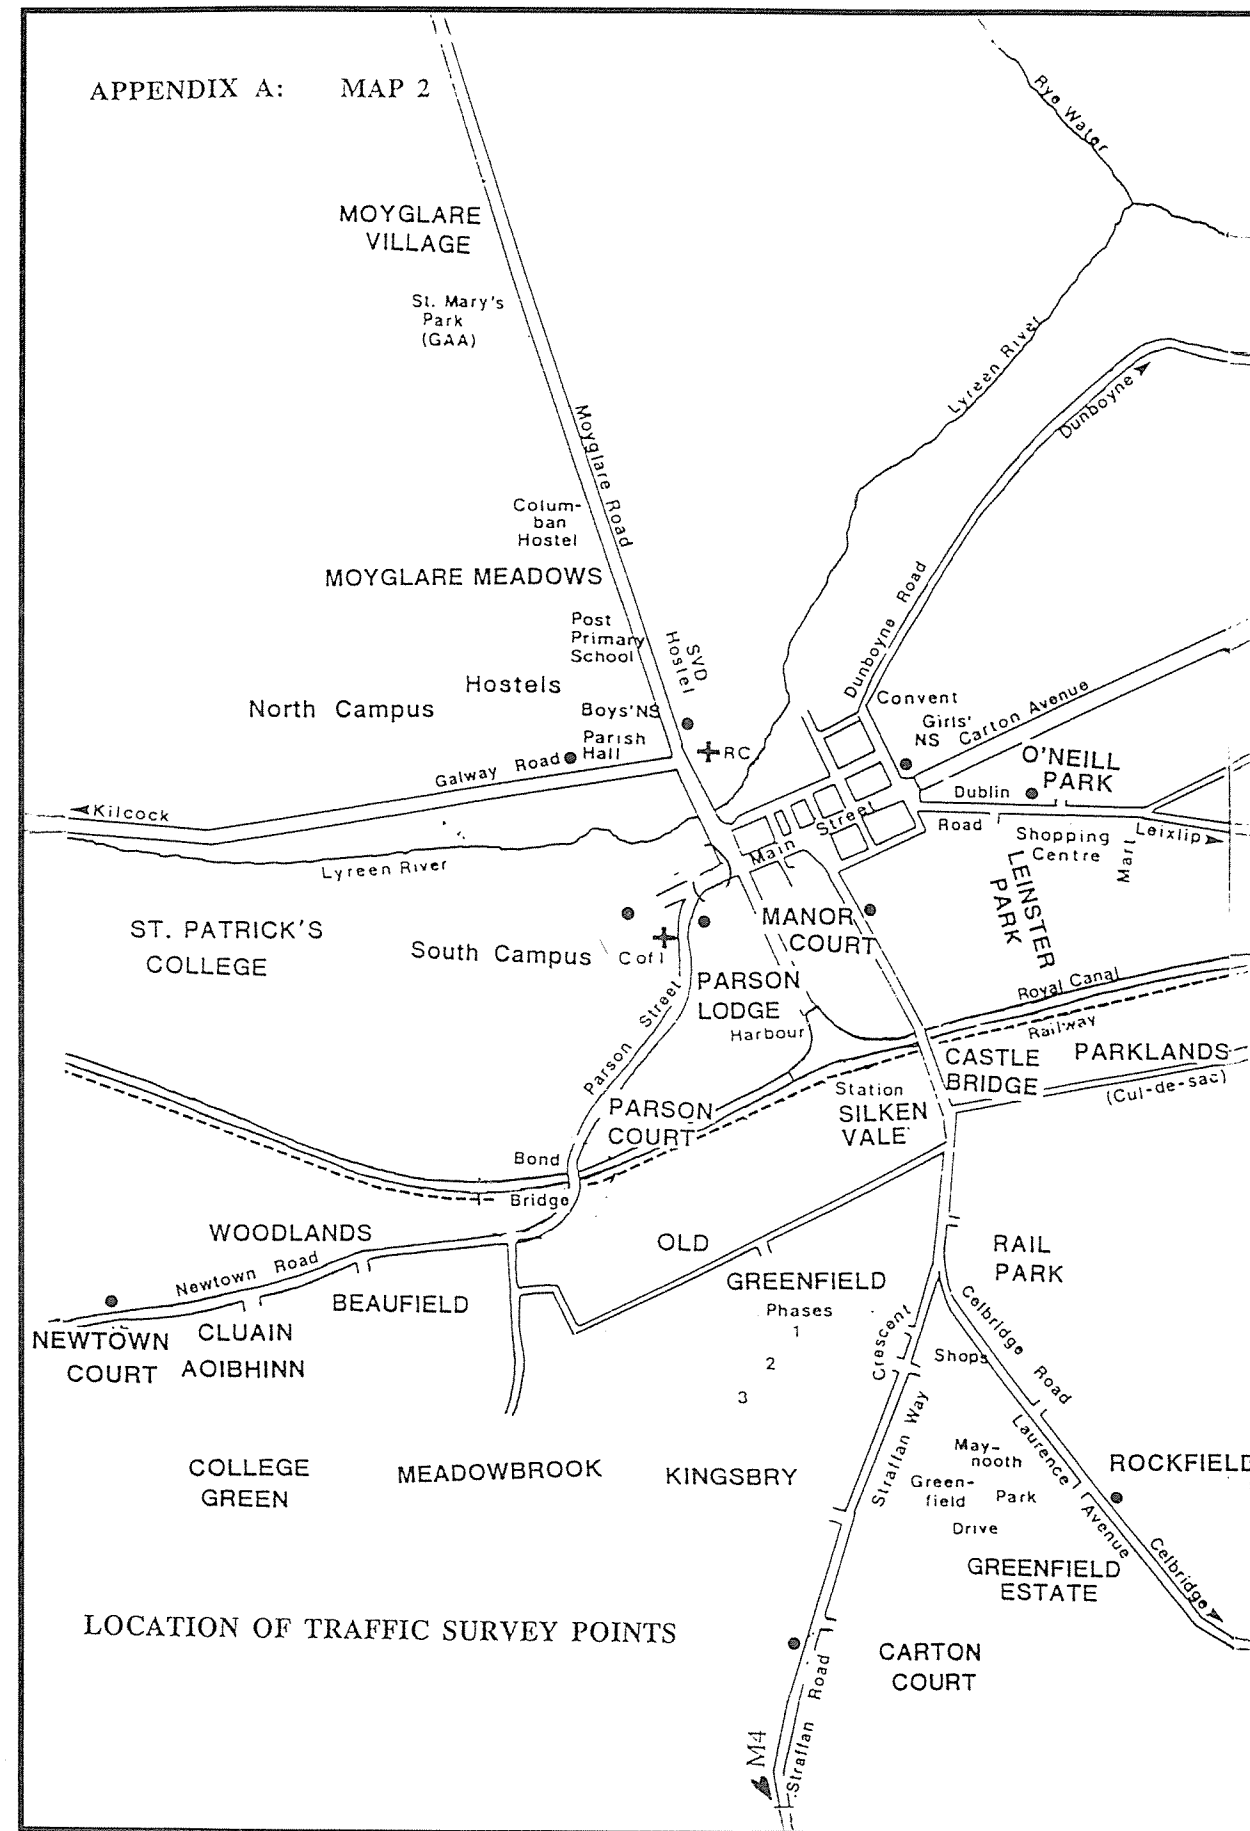 APPENDIX A: MAP 2
Rye Water
MOYGLARE
VILLAGE
St. Mary's
Park
(GAA)
Lyreen River
Dunboyne
Moyglare Road
Colum-
ban
Hostel
MOYGLARE MEADOWS
Post
Primary
School
SVD
Hostel
Dunboyne Road
Hostels
North Campus
Boys'NS
Parish
Hall
RC
Convent
Girls'
NS
Carton Avenue
O'NEILL
PARK
Galway Road
Kilcock
Dublin
Road
Main Street
Shopping
Centre
Mart
Leixlip
Lyreen River
LEINSTER
PARK
ST. PATRICK'S
COLLEGE
South Campus
C of I
MANOR
COURT
PARSON
LODGE
Harbour
Parson Street
Royal Canal
Railway
CASTLE
BRIDGE
PARKLANDS
(Cul-de-sac)
Station
SILKEN
VALE
PARSON
COURT
Bond
Bridge
WOODLANDS
Newtown Road
OLD
GREENFIELD
Phases
1
2
3
RAIL
PARK
BEAUFIELD
NEWTOWN
COURT
CLUAIN
AOIBHINN
Crescent
Shops
Celbridge Road
Straffan Way
Laurence Avenue
May-
nooth
Park
Green-
field
Drive
ROCKFIELD
COLLEGE
GREEN
MEADOWBROOK
KINGSBRY
Celbridge
GREENFIELD
ESTATE
LOCATION OF TRAFFIC SURVEY POINTS
CARTON
COURT
Straffan Road
M4